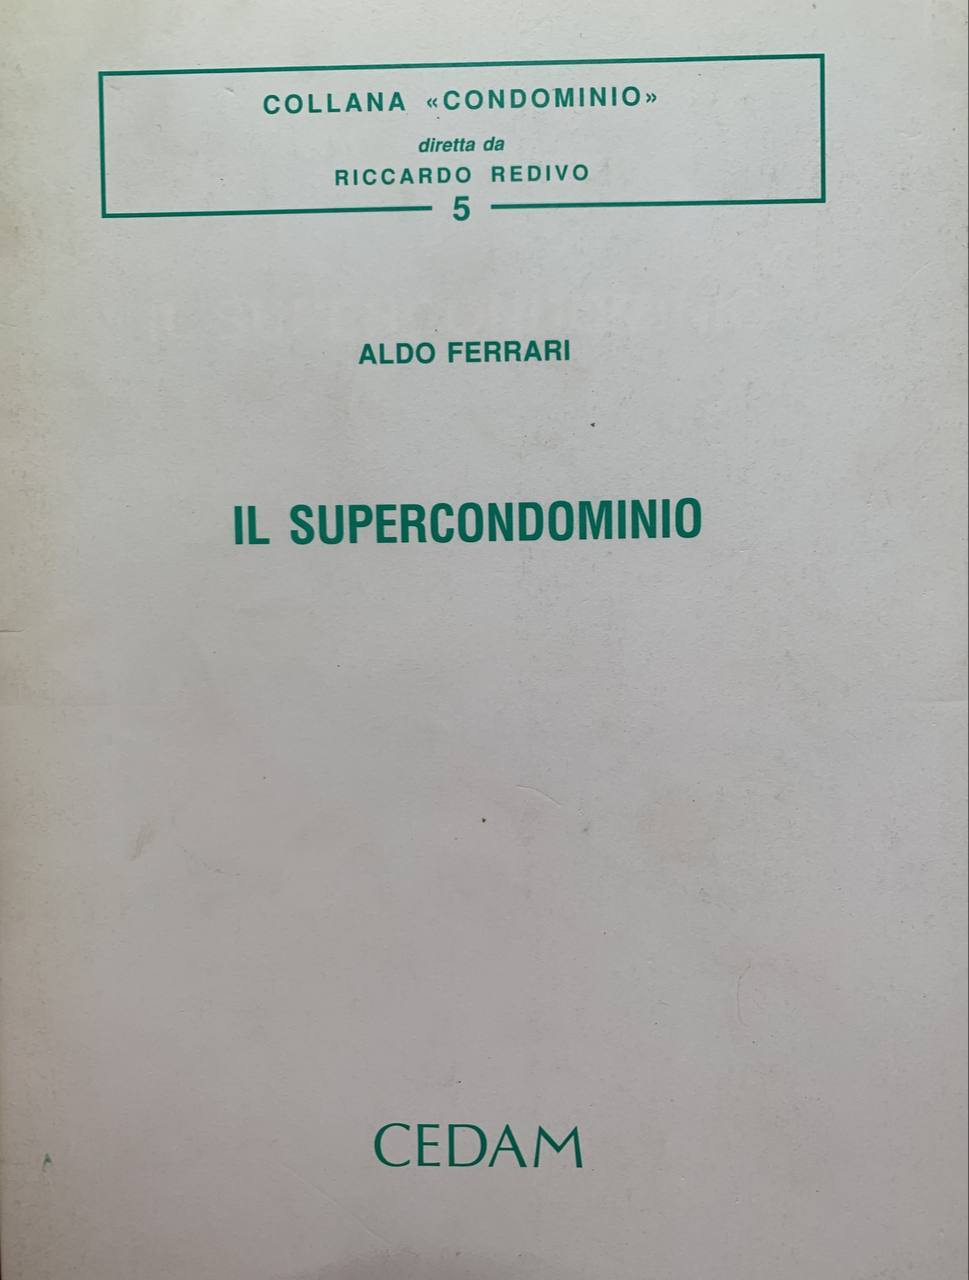 COLLANA «CONDOMINIO»
diretta da
RICCARDO REDIVO
5
ALDO FERRARI
IL SUPERCONDOMINIO
CEDAM